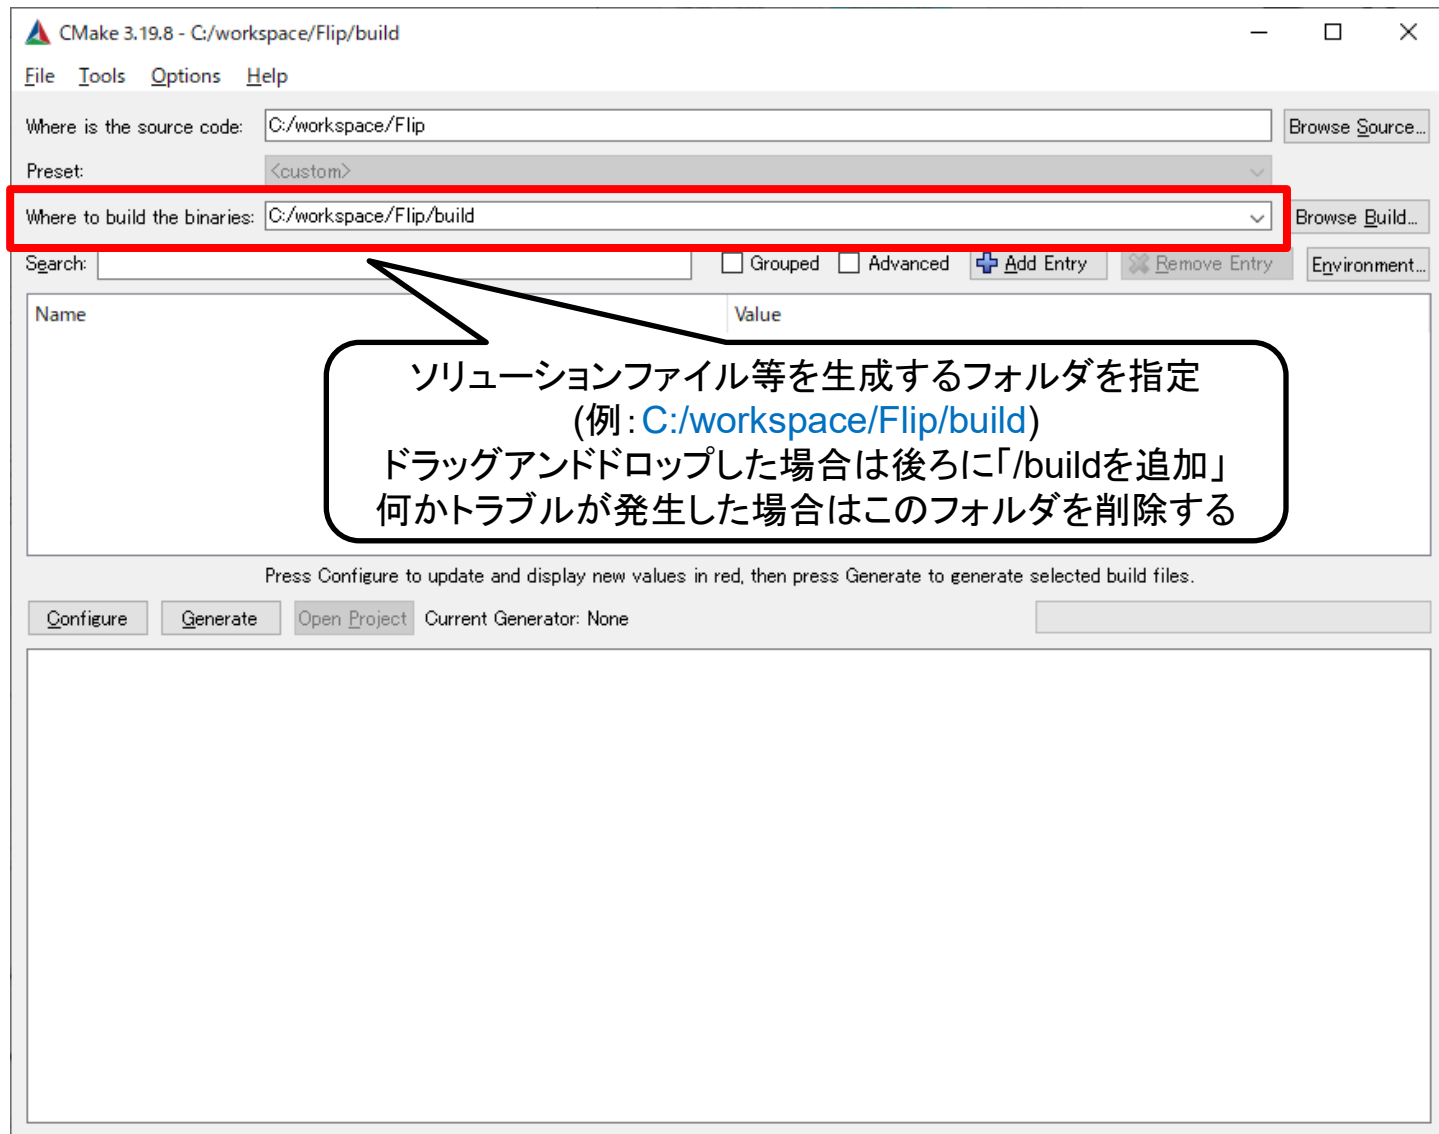 CMake 3.19.8 - C:/workspace/Flip/build
File Tools Options Help
Where is the source code: C:/workspace/Flip Browse Source...
Preset: <custom>
Where to build the binaries: C:/workspace/Flip/build Browse Build...
Search: Grouped Advanced Add Entry Remove Entry Environment...
Name Value
ソリューションファイル等を生成するフォルダを指定
(例：C:/workspace/Flip/build)
ドラッグアンドドロップした場合は後ろに「/buildを追加」
何かトラブルが発生した場合はこのフォルダを削除する
Press Configure to update and display new values in red, then press Generate to generate selected build files.
Configure Generate Open Project Current Generator: None